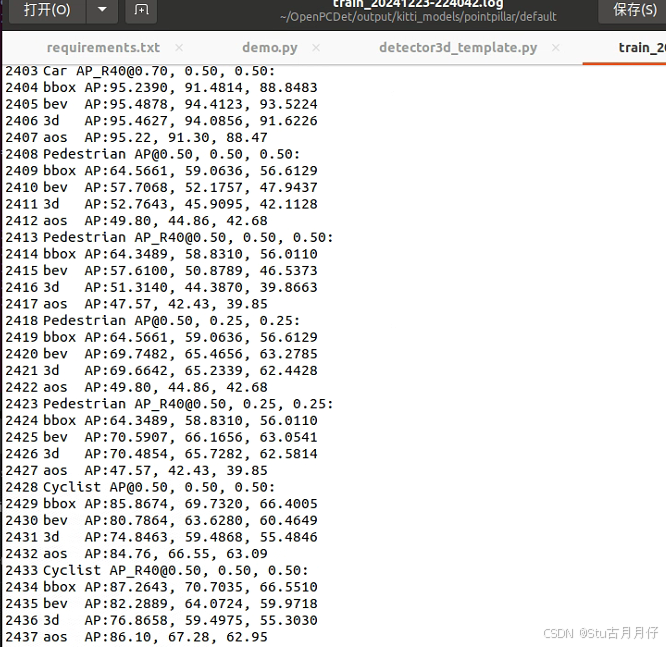 打开(O)
train_20241223-224042.log
~/OpenPCDet/output/kitti_models/pointpillar/default
保存(S)
requirements.txt × demo.py × detector3d_template.py × train_20
2403 Car AP_R40@0.70, 0.50, 0.50:
2404 bbox AP:95.2390, 91.4814, 88.8483
2405 bev  AP:95.4878, 94.4123, 93.5224
2406 3d   AP:95.4627, 94.0856, 91.6226
2407 aos  AP:95.22, 91.30, 88.47
2408 Pedestrian AP@0.50, 0.50, 0.50:
2409 bbox AP:64.5661, 59.0636, 56.6129
2410 bev  AP:57.7068, 52.1757, 47.9437
2411 3d   AP:52.7643, 45.9095, 42.1128
2412 aos  AP:49.80, 44.86, 42.68
2413 Pedestrian AP_R40@0.50, 0.50, 0.50:
2414 bbox AP:64.3489, 58.8310, 56.0110
2415 bev  AP:57.6100, 50.8789, 46.5373
2416 3d   AP:51.3140, 44.3870, 39.8663
2417 aos  AP:47.57, 42.43, 39.85
2418 Pedestrian AP@0.50, 0.25, 0.25:
2419 bbox AP:64.5661, 59.0636, 56.6129
2420 bev  AP:69.7482, 65.4656, 63.2785
2421 3d   AP:69.6642, 65.2339, 62.4428
2422 aos  AP:49.80, 44.86, 42.68
2423 Pedestrian AP_R40@0.50, 0.25, 0.25:
2424 bbox AP:64.3489, 58.8310, 56.0110
2425 bev  AP:70.5907, 66.1656, 63.0541
2426 3d   AP:70.4854, 65.7282, 62.5814
2427 aos  AP:47.57, 42.43, 39.85
2428 Cyclist AP@0.50, 0.50, 0.50:
2429 bbox AP:85.8674, 69.7320, 66.4005
2430 bev  AP:80.7864, 63.6280, 60.4649
2431 3d   AP:74.8463, 59.4868, 55.4846
2432 aos  AP:84.76, 66.55, 63.09
2433 Cyclist AP_R40@0.50, 0.50, 0.50:
2434 bbox AP:87.2643, 70.7035, 66.5510
2435 bev  AP:82.2889, 64.0724, 59.9718
2436 3d   AP:76.8658, 59.4975, 55.3030
2437 aos  AP:86.10, 67.28, 62.95
CSDN @Stu古月月仔